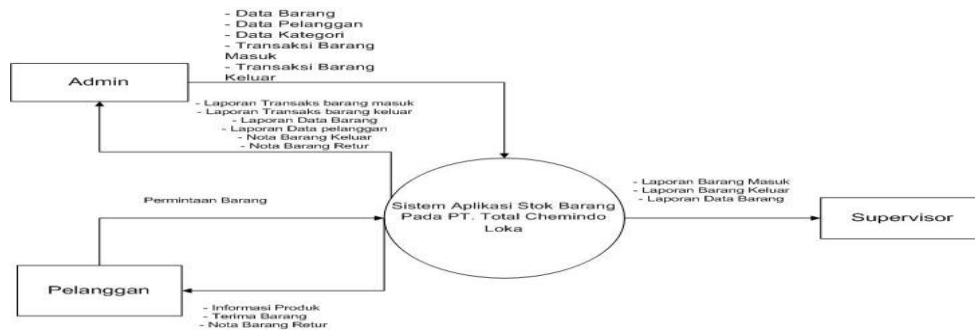 - Data Barang
- Data Pelanggan
- Data Kategori
- Transaksi Barang
Masuk
- Transaksi Barang
Keluar
Admin
- Laporan Transaks barang masuk
- Laporan Transaks barang keluar
- Laporan Data Barang
- Laporan Data pelanggan
- Nota Barang Keluar
- Nota Barang Retur
Permintaan Barang
Sistem Aplikasi Stok Barang
Pada PT. Total Chemindo
Loka
- Laporan Barang Masuk
- Laporan Barang Keluar
- Laporan Data Barang
Supervisor
Pelanggan
- Informasi Produk
- Terima Barang
- Nota Barang Retur